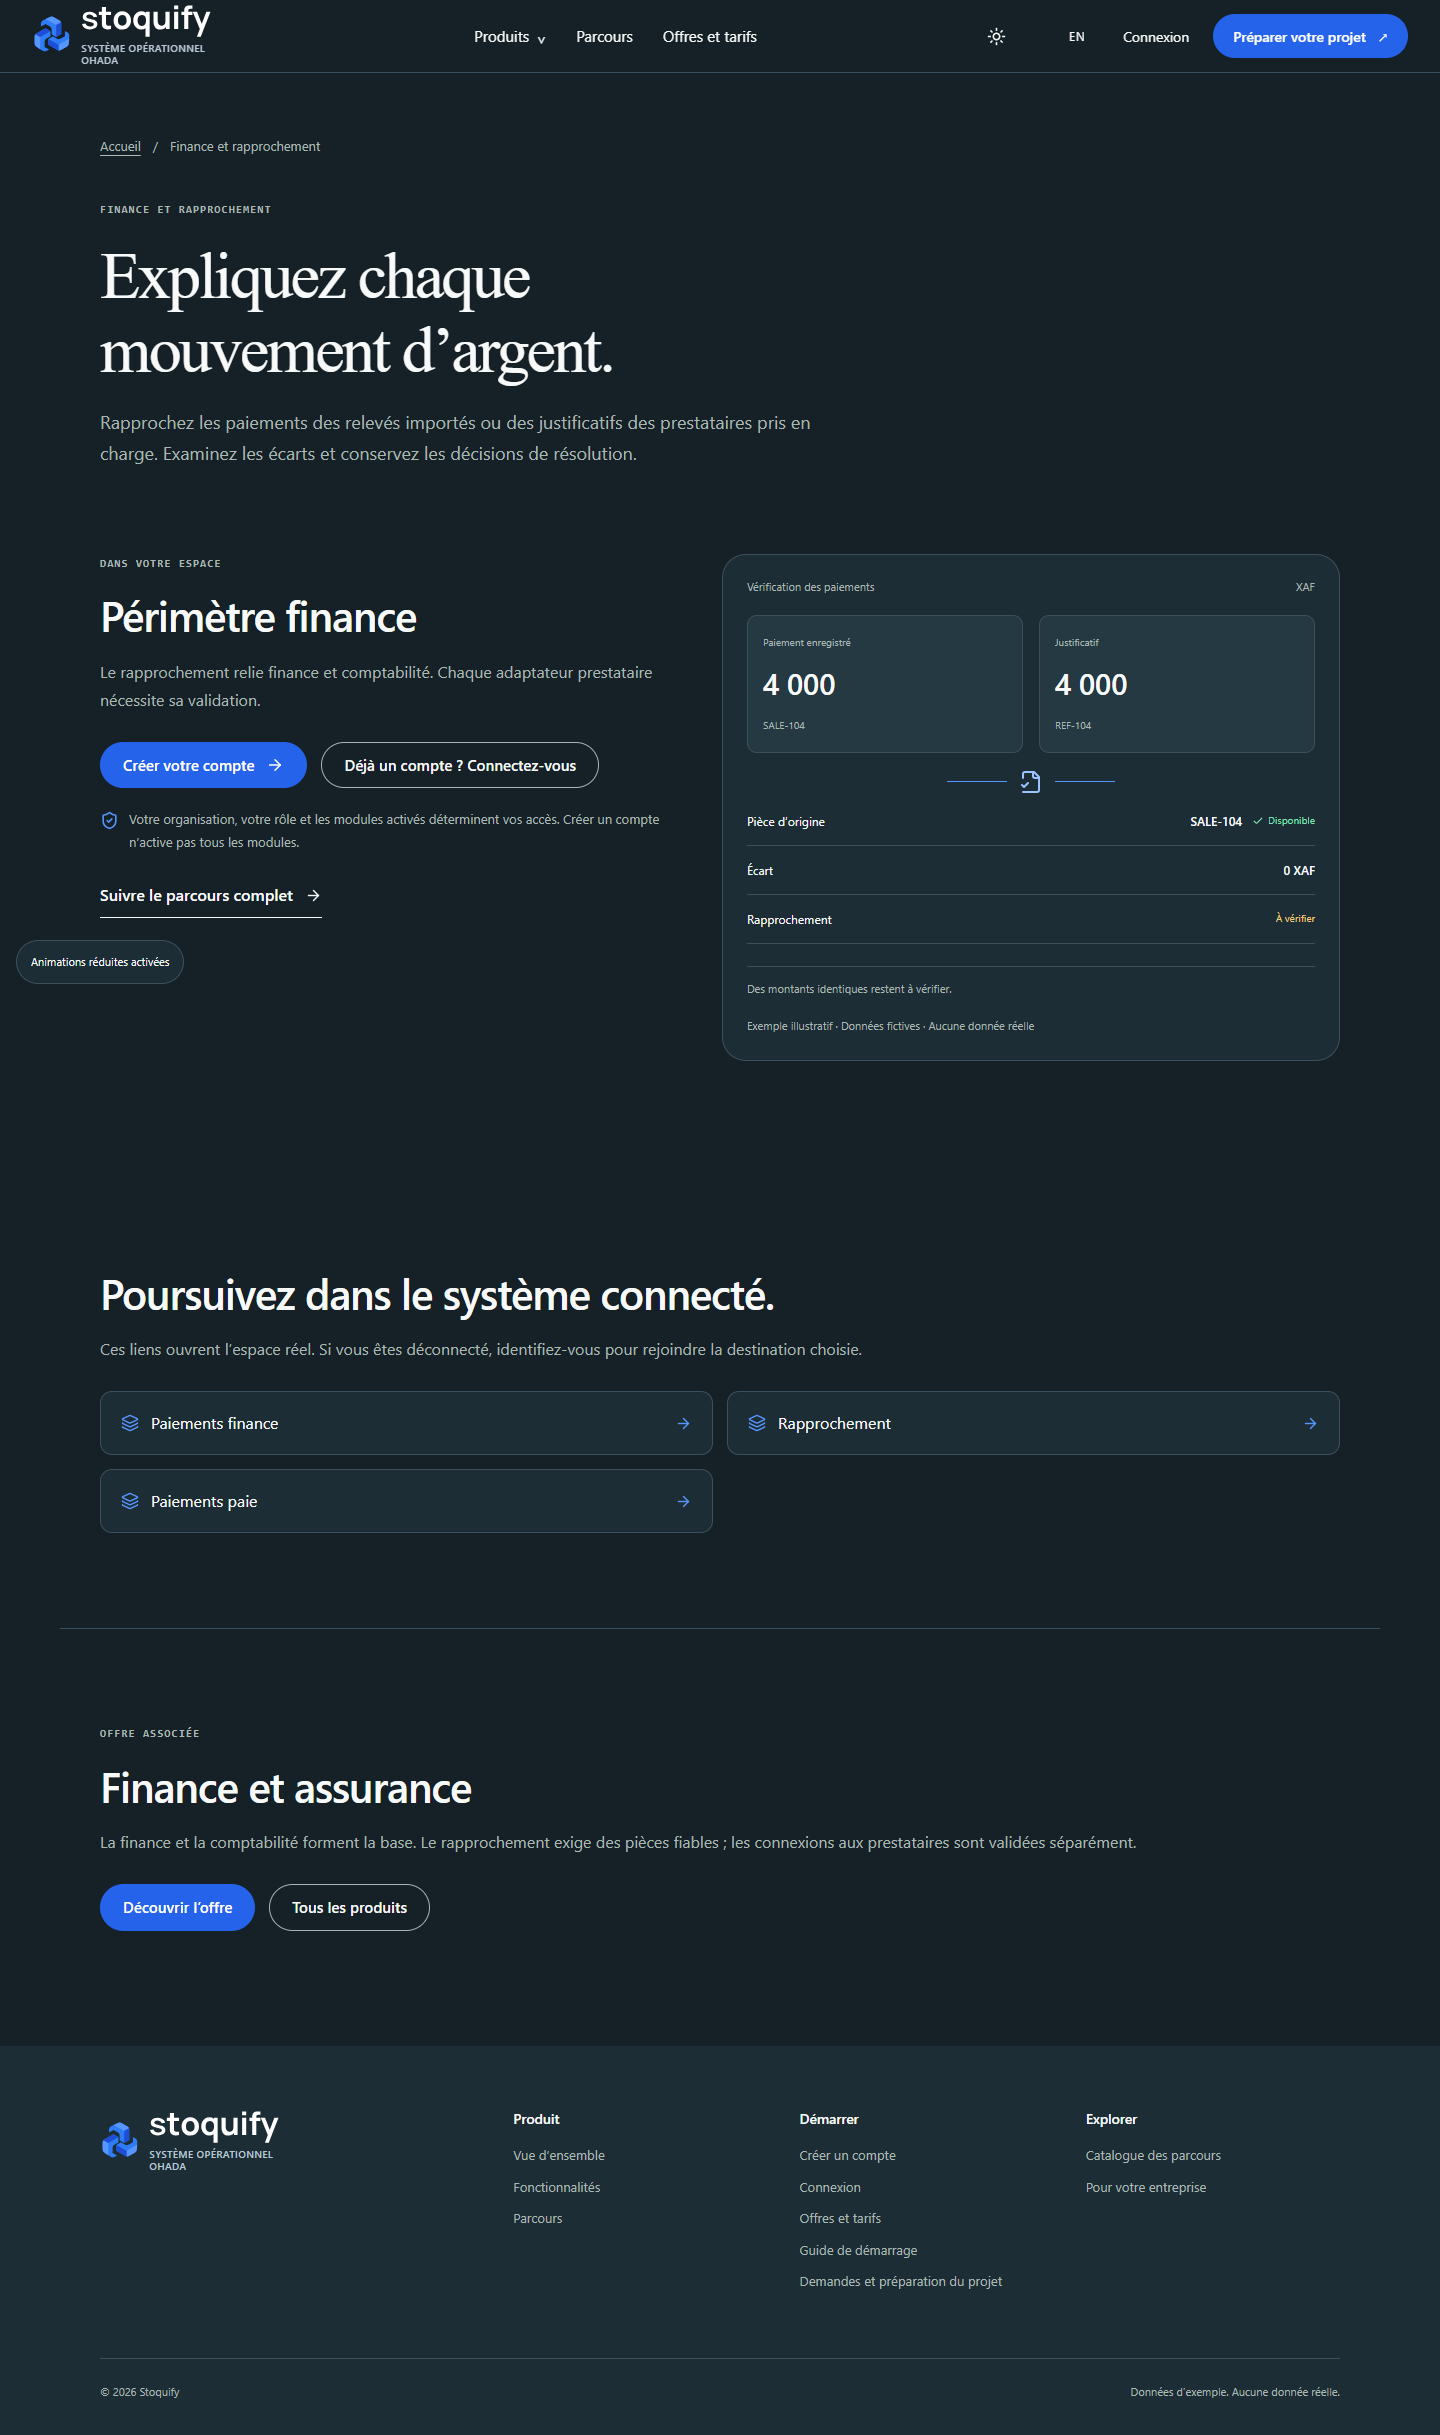 stoquify
SYSTÈME OPÉRATIONNEL
OHADA
Produits
Parcours
Offres et tarifs
EN
Connexion
Préparer votre projet ↗
Accueil / Finance et rapprochement
FINANCE ET RAPPROCHEMENT
Expliquez chaque
mouvement d’argent.
Rapprochez les paiements des relevés importés ou des justificatifs des prestataires pris en
charge. Examinez les écarts et conservez les décisions de résolution.
DANS VOTRE ESPACE
Périmètre finance
Le rapprochement relie finance et comptabilité. Chaque adaptateur prestataire
nécessite sa validation.
Créer votre compte
Déjà un compte ? Connectez-vous
Votre organisation, votre rôle et les modules activés déterminent vos accès. Créer un compte
n’active pas tous les modules.
Suivre le parcours complet
Animations réduites activées
Vérification des paiements
XAF
Paiement enregistré
4 000
SALE-104
Justificatif
4 000
REF-104
Pièce d’origine
SALE-104
Disponible
Écart
0 XAF
Rapprochement
À vérifier
Des montants identiques restent à vérifier.
Exemple illustratif · Données fictives · Aucune donnée réelle
Poursuivez dans le système connecté.
Ces liens ouvrent l’espace réel. Si vous êtes déconnecté, identifiez-vous pour rejoindre la destination choisie.
Paiements finance
Rapprochement
Paiements paie
OFFRE ASSOCIÉE
Finance et assurance
La finance et la comptabilité forment la base. Le rapprochement exige des pièces fiables ; les connexions aux prestataires sont validées séparément.
Découvrir l’offre
Tous les produits
stoquify
SYSTÈME OPÉRATIONNEL
OHADA
Produit
Vue d’ensemble
Fonctionnalités
Parcours
Démarrer
Créer un compte
Connexion
Offres et tarifs
Guide de démarrage
Demandes et préparation du projet
Explorer
Catalogue des parcours
Pour votre entreprise
© 2026 Stoquify
Données d’exemple. Aucune donnée réelle.